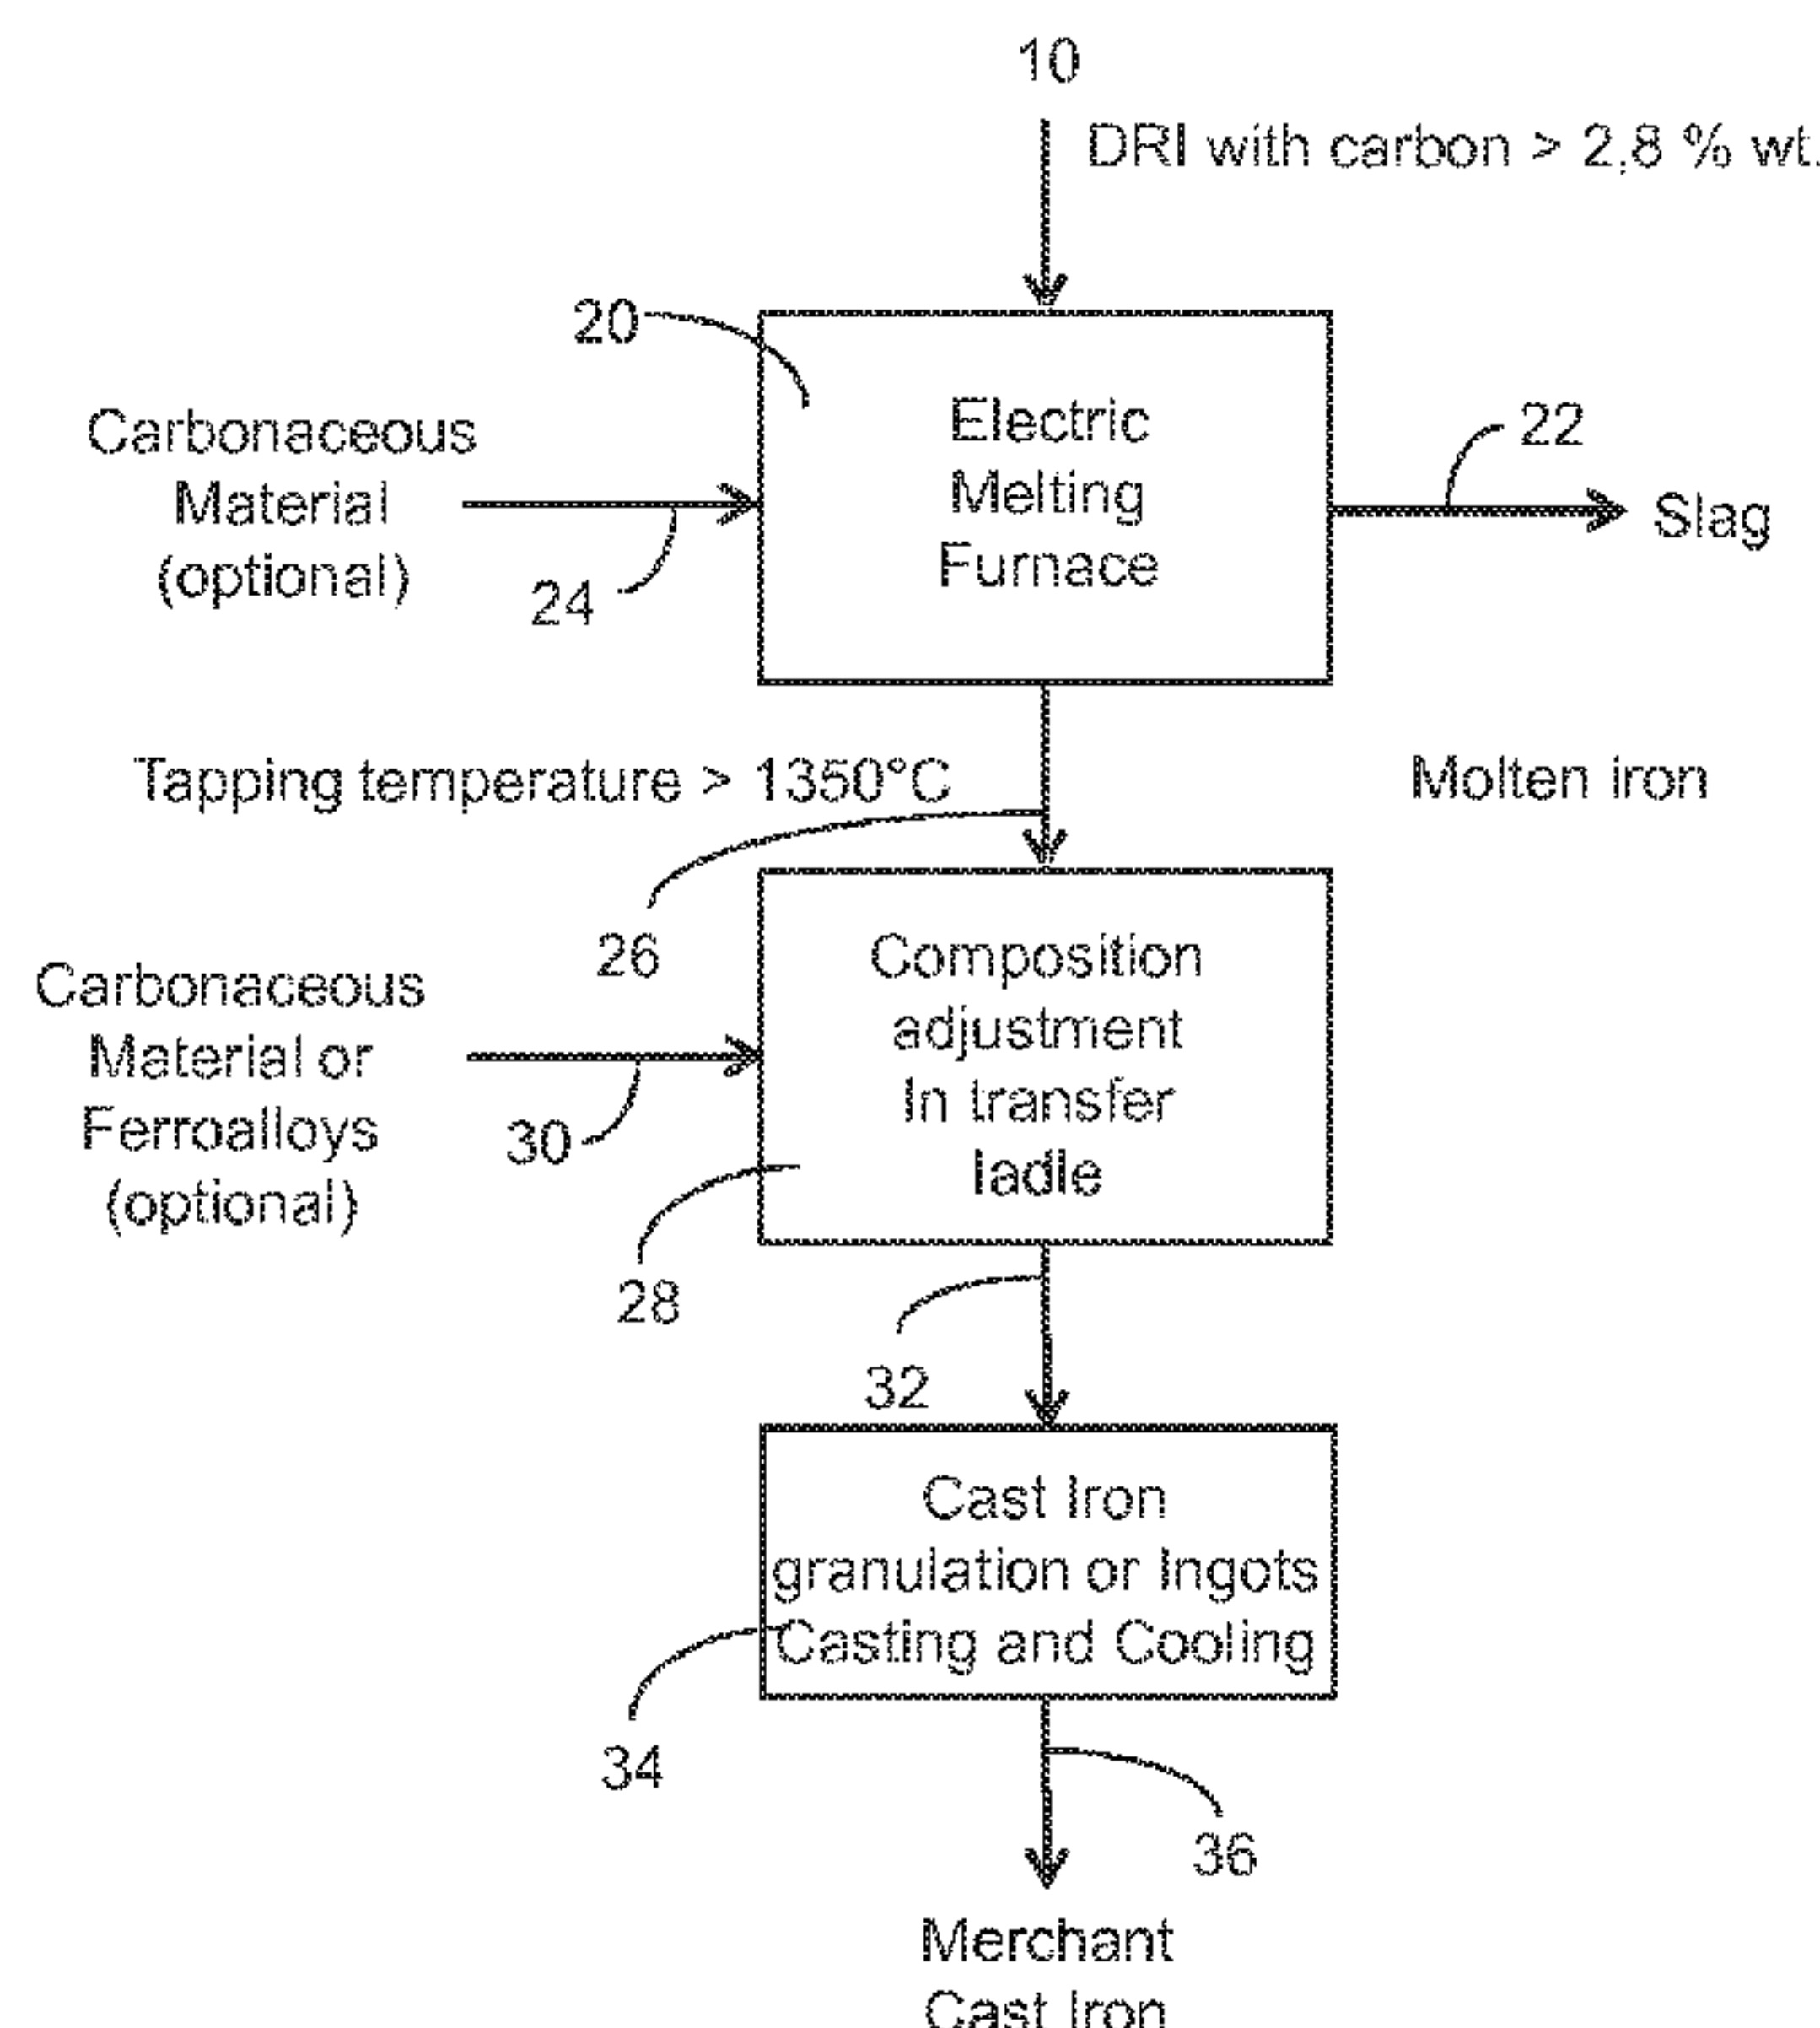 10
DRI with carbon > 2,8 % wt.
20
Electric
Melting
Furnace
Carbonaceous
Material
(optional)
24
22
Slag
Tapping temperature > 1350°C
Molten iron
26
Composition
adjustment
In transfer
ladle
Carbonaceous
Material or
Ferroalloys
(optional)
30
28
32
Cast Iron
granulation or Ingots
Casting and Cooling
34
36
Merchant
Cast Iron